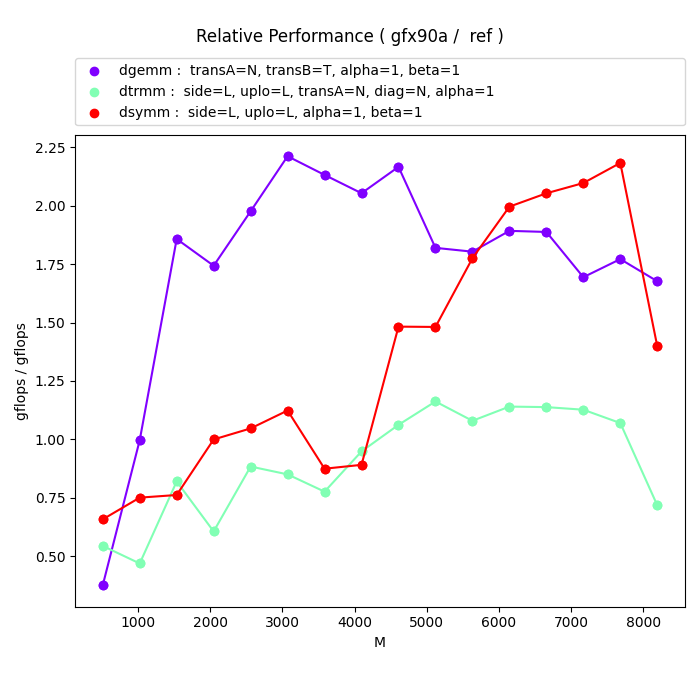 Relative Performance ( gfx90a /  ref )
dgemm :  transA=N, transB=T, alpha=1, beta=1
dtrmm :  side=L, uplo=L, transA=N, diag=N, alpha=1
dsymm :  side=L, uplo=L, alpha=1, beta=1
2.25
2.00
1.75
1.50
1.25
1.00
0.75
0.50
gflops / gflops
1000 2000 3000 4000 5000 6000 7000 8000
M